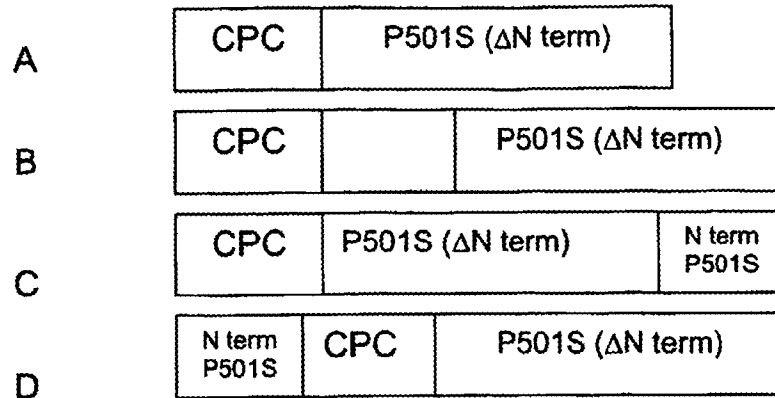 A CPC P501S (ΔN term)
B CPC P501S (ΔN term)
C CPC P501S (ΔN term) N term P501S
D N term P501S CPC P501S (ΔN term)